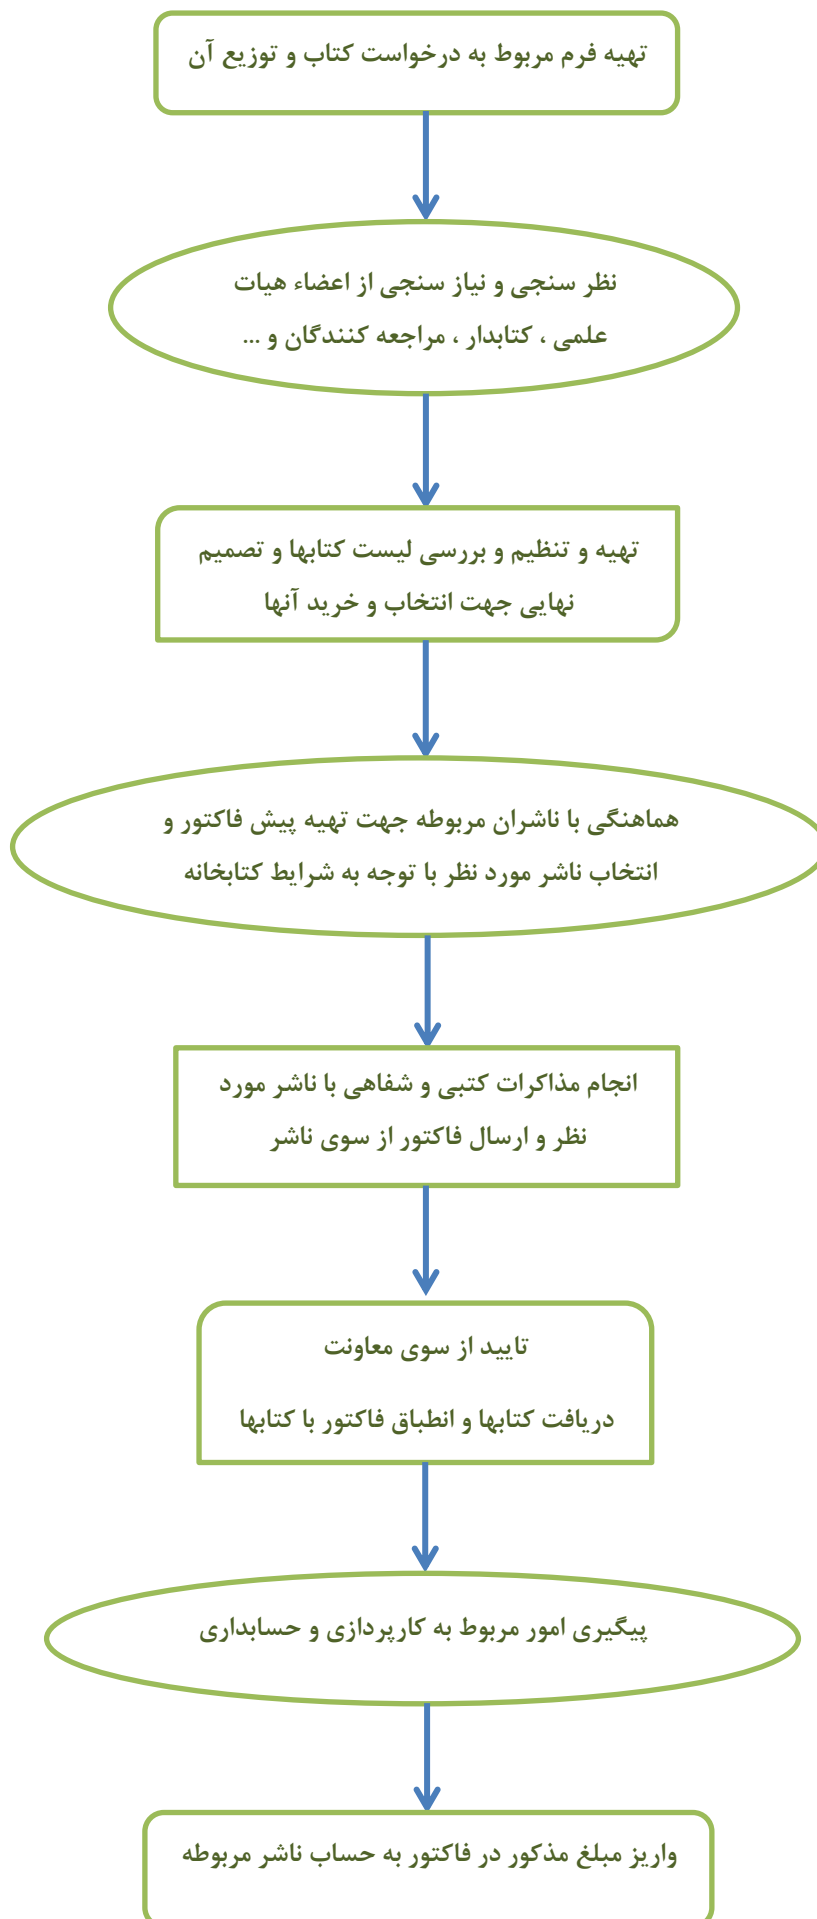 تهیه فرم مربوط به درخواست کتاب و توزیع آن
نظر سنجی و نیاز سنجی از اعضاء هیات
علمی ، کتابدار ، مراجعه کنندگان و ...
تهیه و تنظیم و بررسی لیست کتابها و تصمیم
نهایی جهت انتخاب و خرید آنها
هماهنگی با ناشران مربوطه جهت تهیه پیش فاکتور و
انتخاب ناشر مورد نظر با توجه به شرایط کتابخانه
انجام مذاکرات کتبی و شفاهی با ناشر مورد
نظر و ارسال فاکتور از سوی ناشر
تایید از سوی معاونت
دریافت کتابها و انطباق فاکتور با کتابها
پیگیری امور مربوط به کارپردازی و حسابداری
واریز مبلغ مذکور در فاکتور به حساب ناشر مربوطه